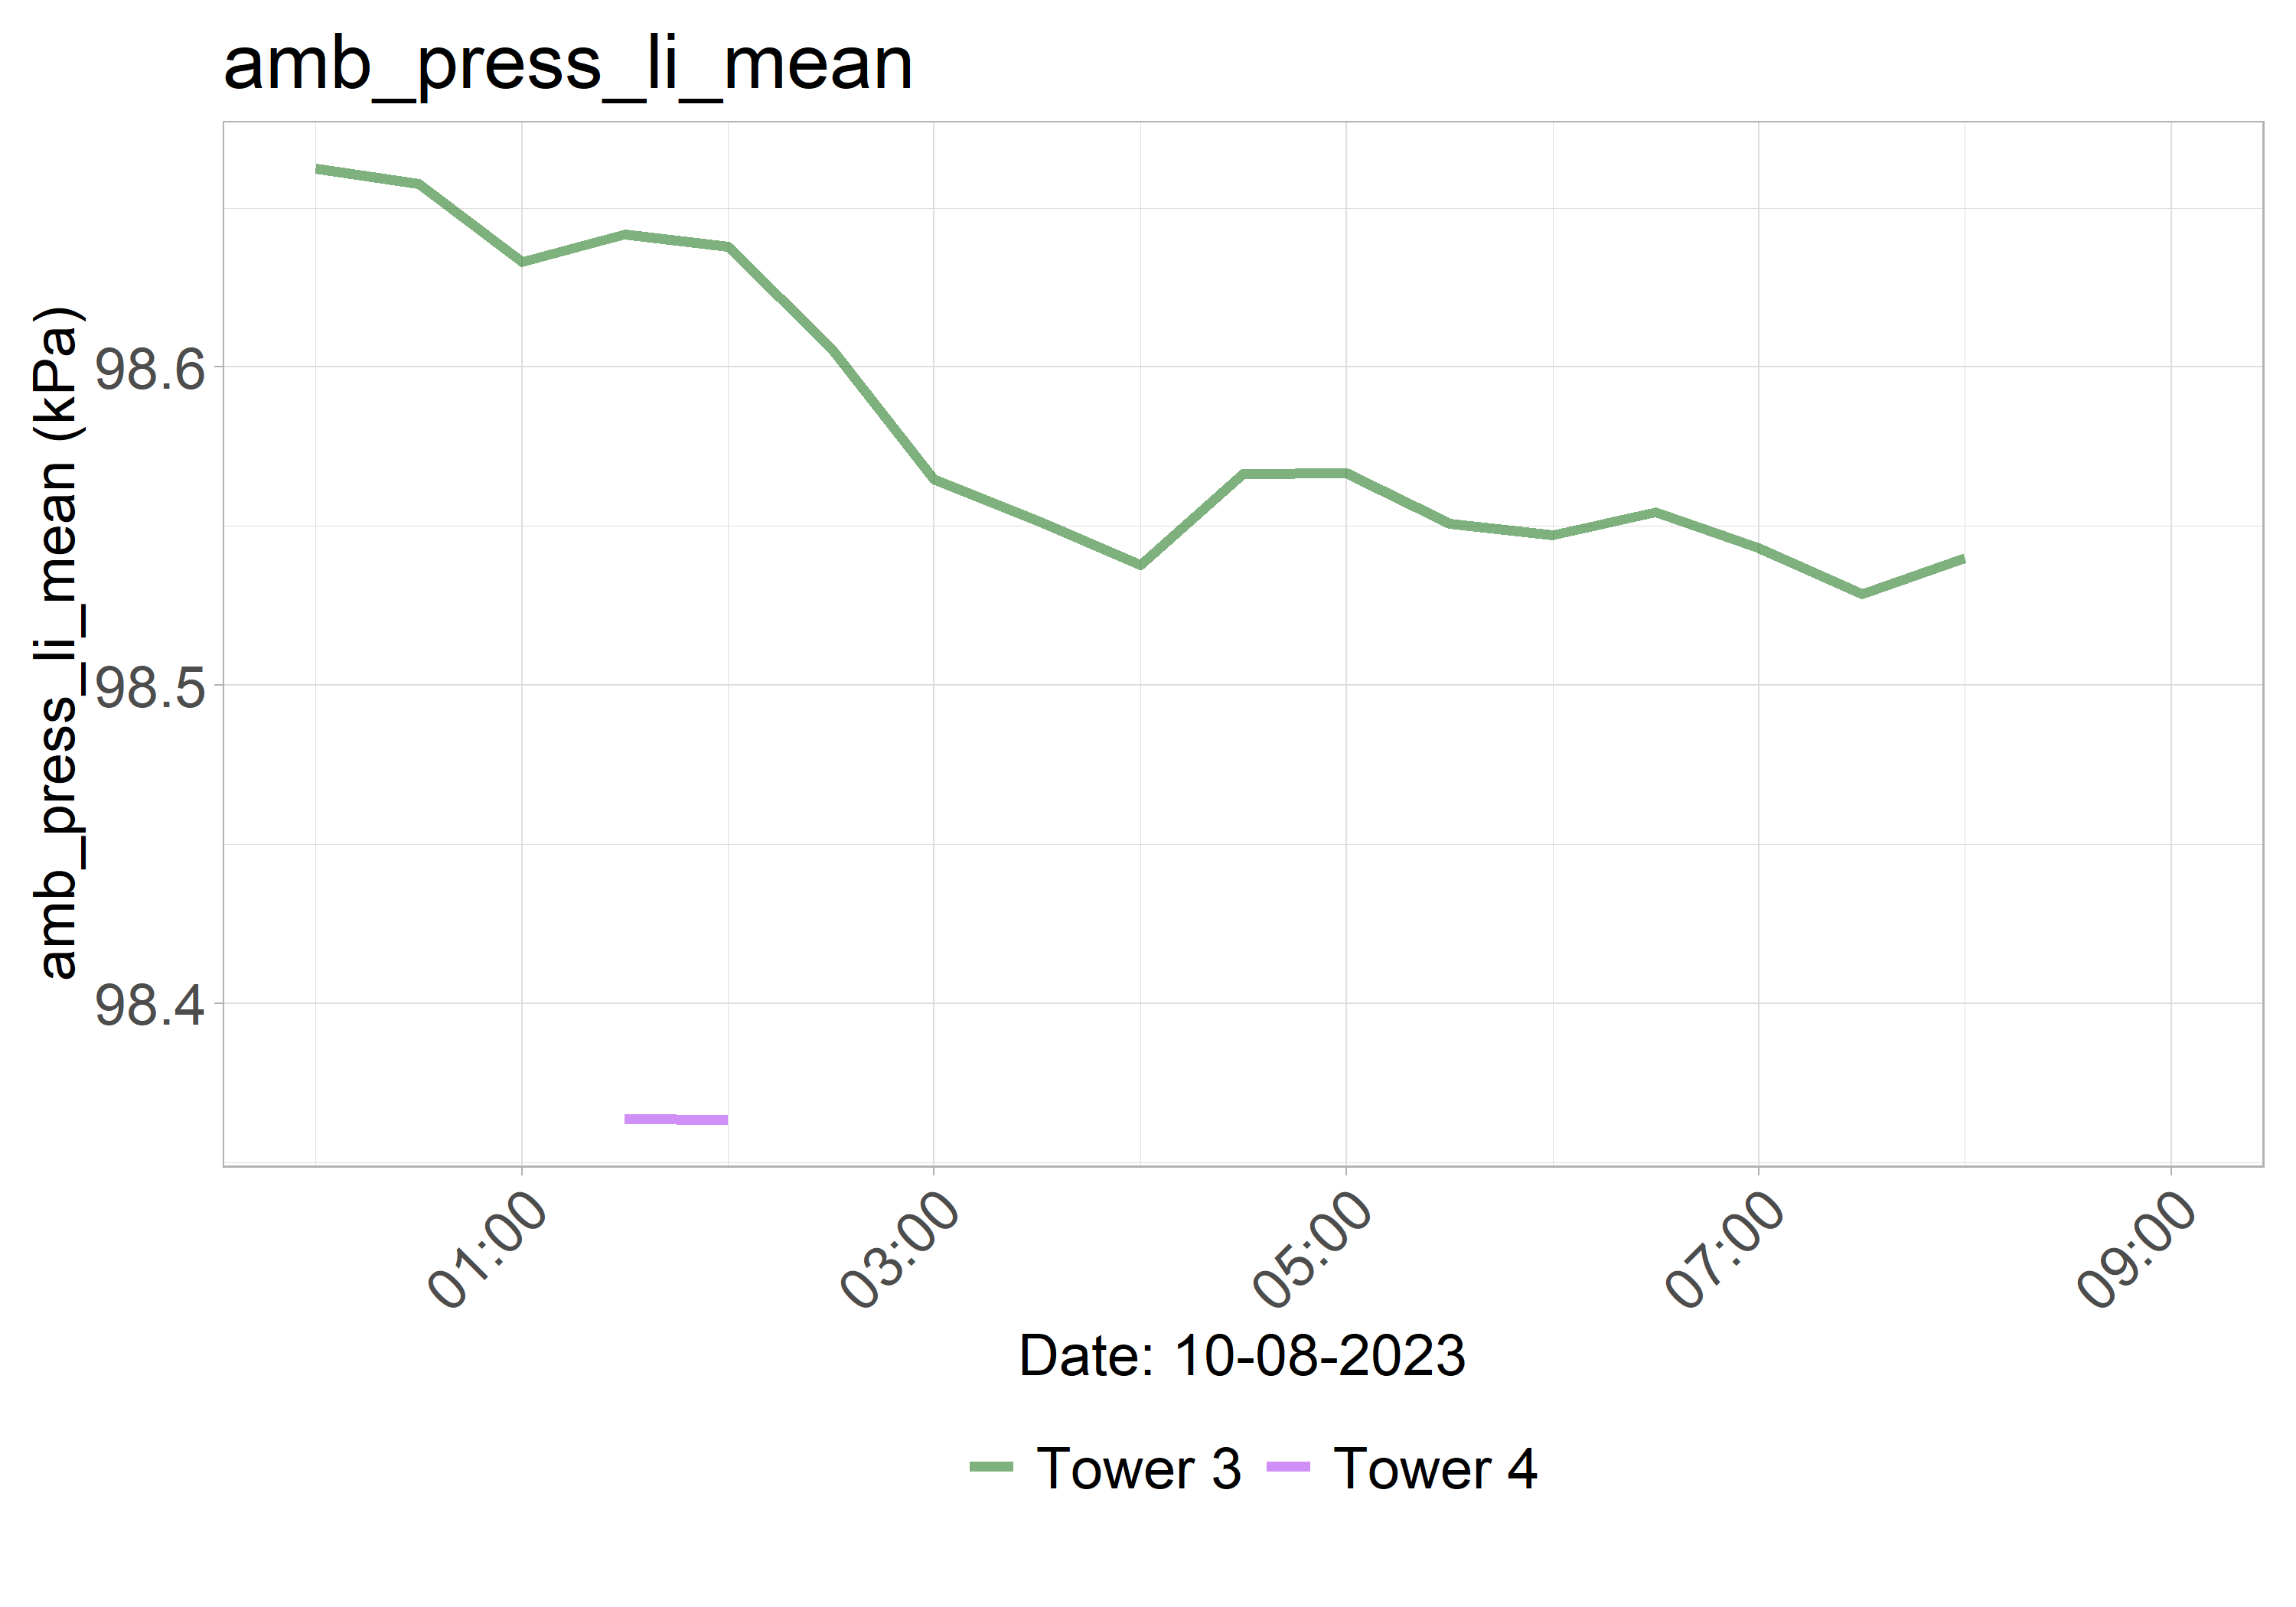 amb_press_li_mean
amb_press_li_mean (kPa)
98.6
98.5
98.4
01:00
03:00
05:00
07:00
09:00
Date: 10-08-2023
Tower 3
Tower 4